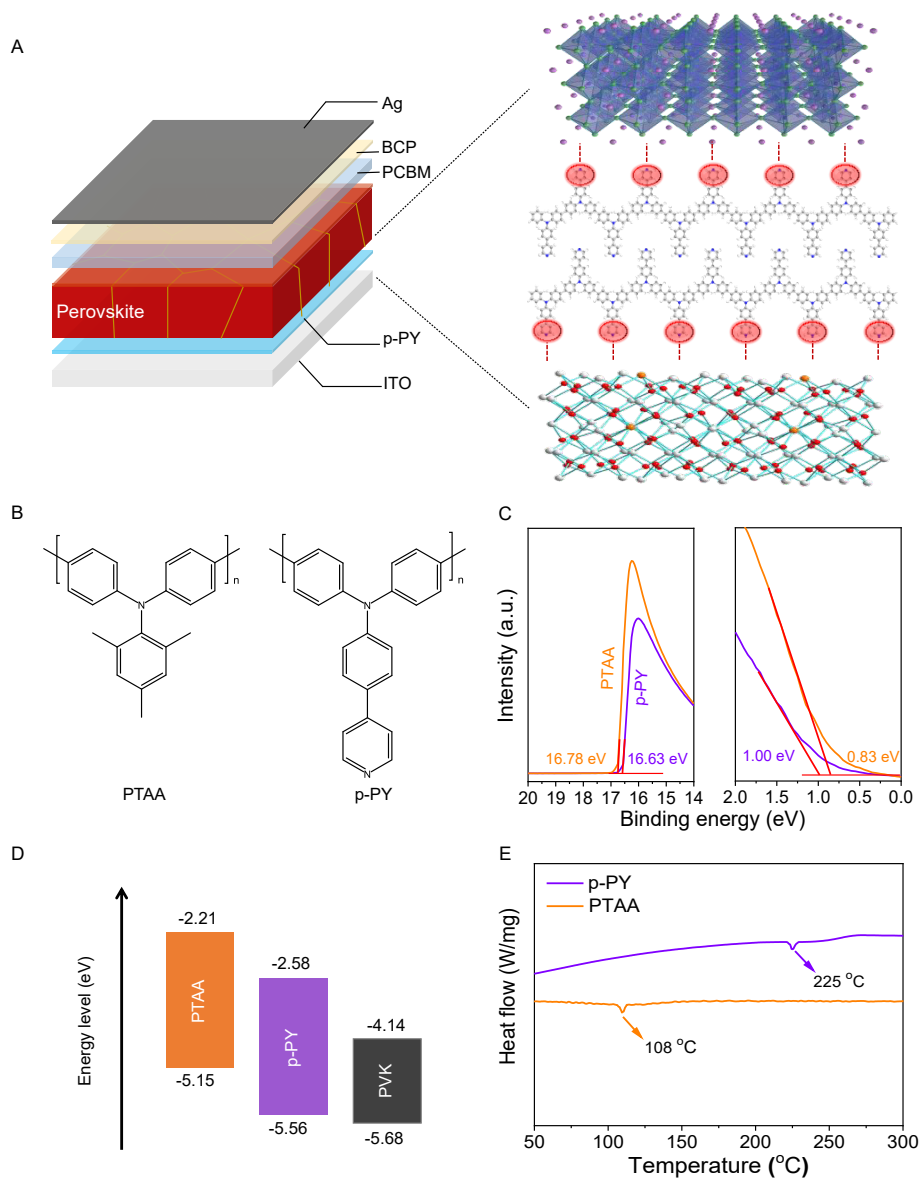 A
Ag
BCP
PCBM
Perovskite
p-PY
ITO
B
n
N
PTAA
n
N
N
p-PY
C
Intensity (a.u.)
PTAA
p-PY
16.78 eV
16.63 eV
20 19 18 17 16 15 14
1.00 eV
0.83 eV
2.0 1.5 1.0 0.5 0.0
Binding energy (eV)
D
Energy level (eV)
-2.21
PTAA
-5.15
-2.58
p-PY
-5.56
-4.14
PVK
-5.68
E
Heat flow (W/mg)
p-PY
PTAA
225 °C
108 °C
50 100 150 200 250 300
Temperature (°C)